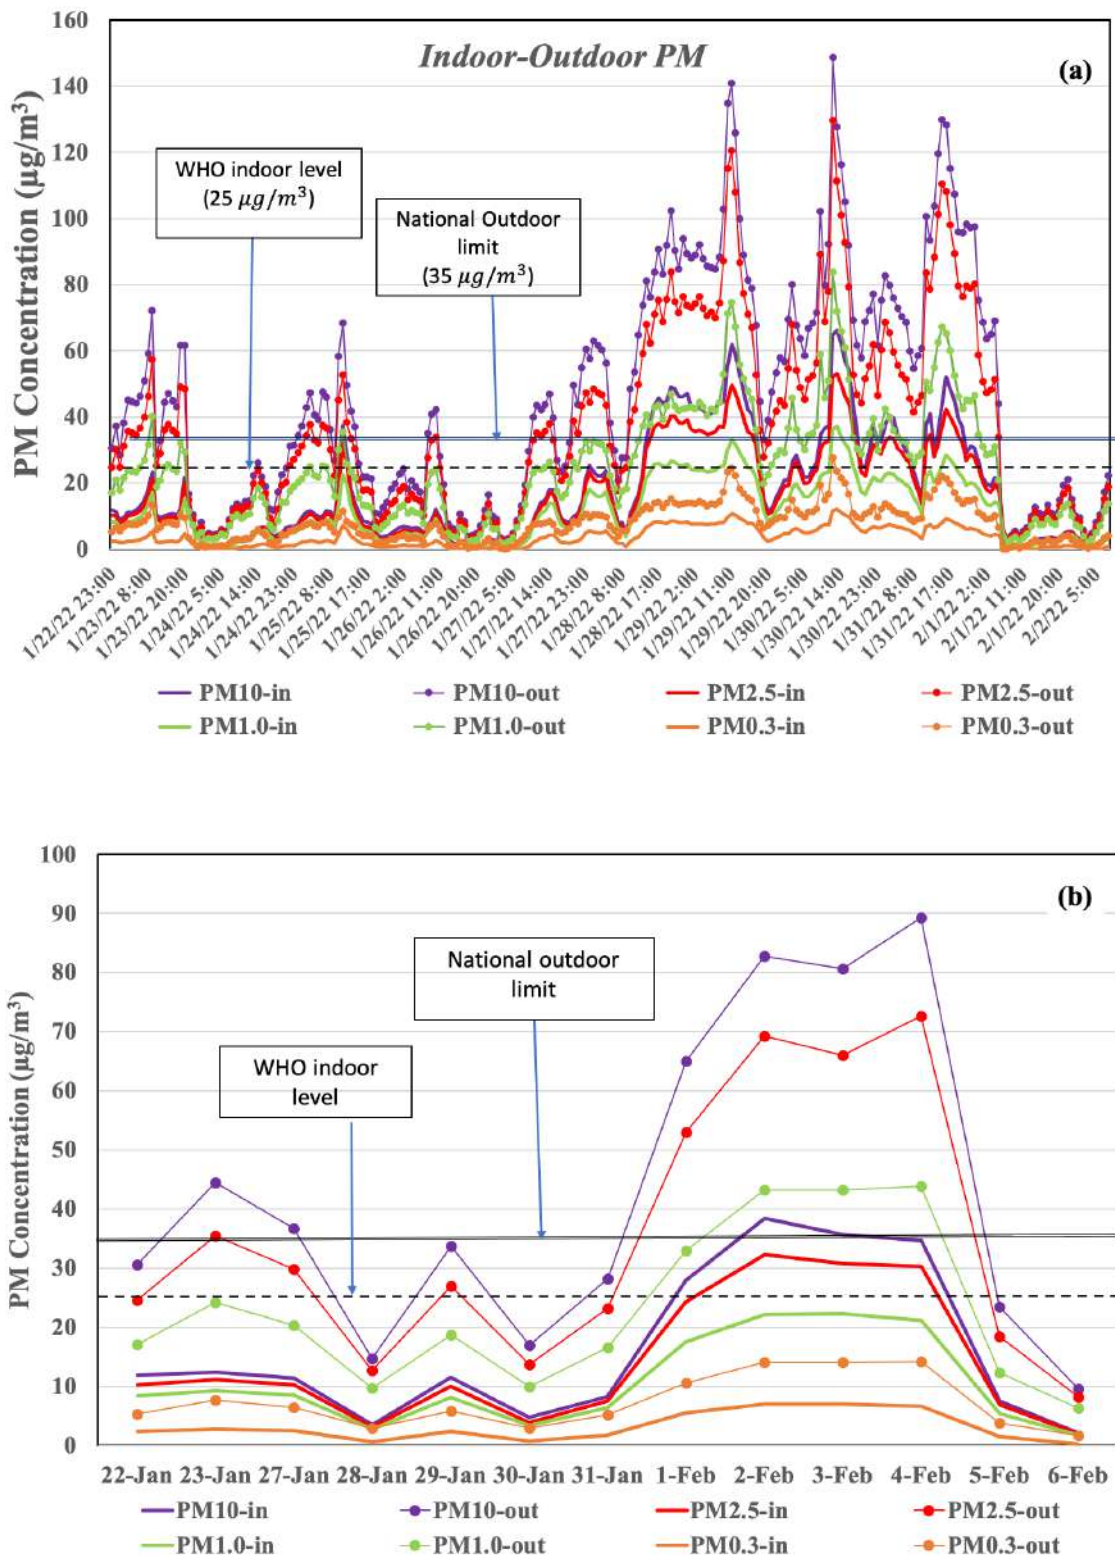 160
Indoor-Outdoor PM
(a)
140
WHO indoor level
(25 μg/m³)
120
National Outdoor
limit
(35 μg/m³)
100
80
60
40
20
0
PM Concentration (μg/m³)
1/22/22 23:00
1/23/22 8:00
1/23/22 20:00
1/24/22 5:00
1/24/22 14:00
1/24/22 23:00
1/25/22 8:00
1/25/22 17:00
1/26/22 2:00
1/26/22 11:00
1/26/22 20:00
1/27/22 5:00
1/27/22 14:00
1/27/22 23:00
1/28/22 8:00
1/28/22 17:00
1/29/22 2:00
1/29/22 11:00
1/29/22 20:00
1/30/22 5:00
1/30/22 14:00
1/30/22 23:00
1/31/22 8:00
1/31/22 17:00
2/1/22 2:00
2/1/22 11:00
2/1/22 20:00
2/2/22 5:00
PM10-in PM10-out PM2.5-in PM2.5-out
PM1.0-in PM1.0-out PM0.3-in PM0.3-out
100
(b)
90
National outdoor
limit
80
70
WHO indoor
level
60
50
40
30
20
10
0
PM Concentration (μg/m³)
22-Jan 23-Jan 27-Jan 28-Jan 29-Jan 30-Jan 31-Jan 1-Feb 2-Feb 3-Feb 4-Feb 5-Feb 6-Feb
PM10-in PM10-out PM2.5-in PM2.5-out
PM1.0-in PM1.0-out PM0.3-in PM0.3-out